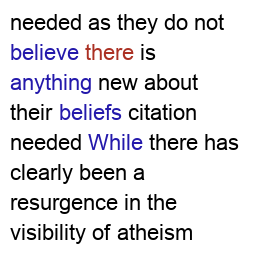 needed as they do not
believe there is
anything new about
their beliefs citation
needed While there has
clearly been a
resurgence in the
visibility of atheism